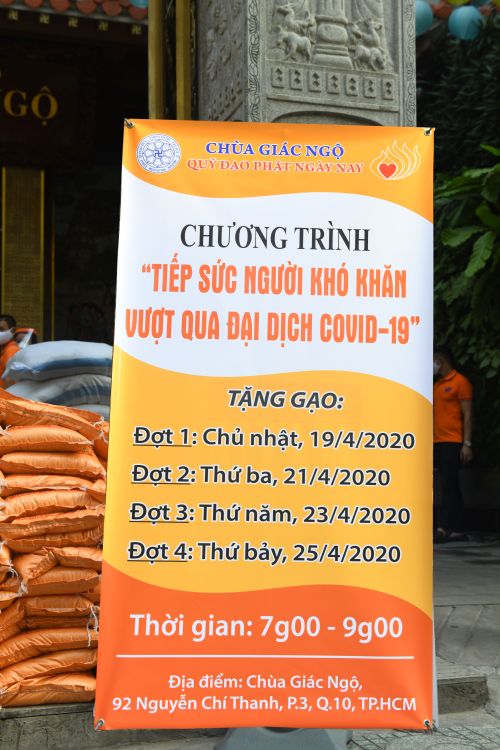 NGỘ
CHÙA GIÁC NGỘ
QUỸ ĐẠO PHẬT NGÀY NAY
CHƯƠNG TRÌNH
“TIẾP SỨC NGƯỜI KHÓ KHĂN
VƯỢT QUA ĐẠI DỊCH COVID-19”
TẶNG GẠO:
Đợt 1: Chủ nhật, 19/4/2020
Đợt 2: Thứ ba, 21/4/2020
Đợt 3: Thứ năm, 23/4/2020
Đợt 4: Thứ bảy, 25/4/2020
Thời gian: 7g00 - 9g00
Địa điểm: Chùa Giác Ngộ,
92 Nguyễn Chí Thanh, P.3, Q.10, TP.HCM